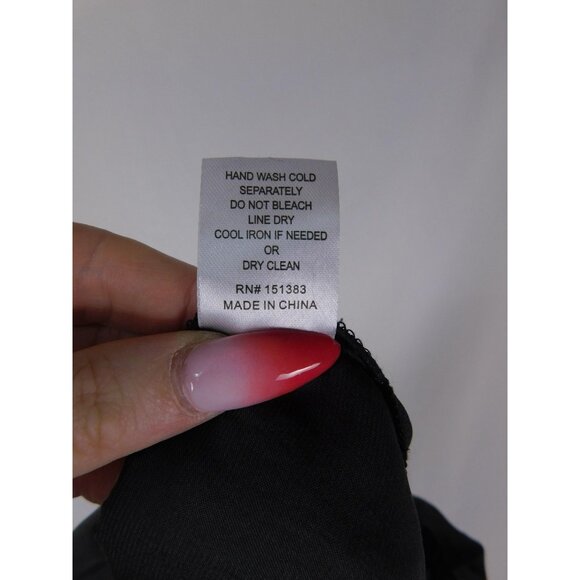 HAND WASH COLD
SEPARATELY
DO NOT BLEACH
LINE DRY
COOL IRON IF NEEDED
OR
DRY CLEAN
RN# 151383
MADE IN CHINA